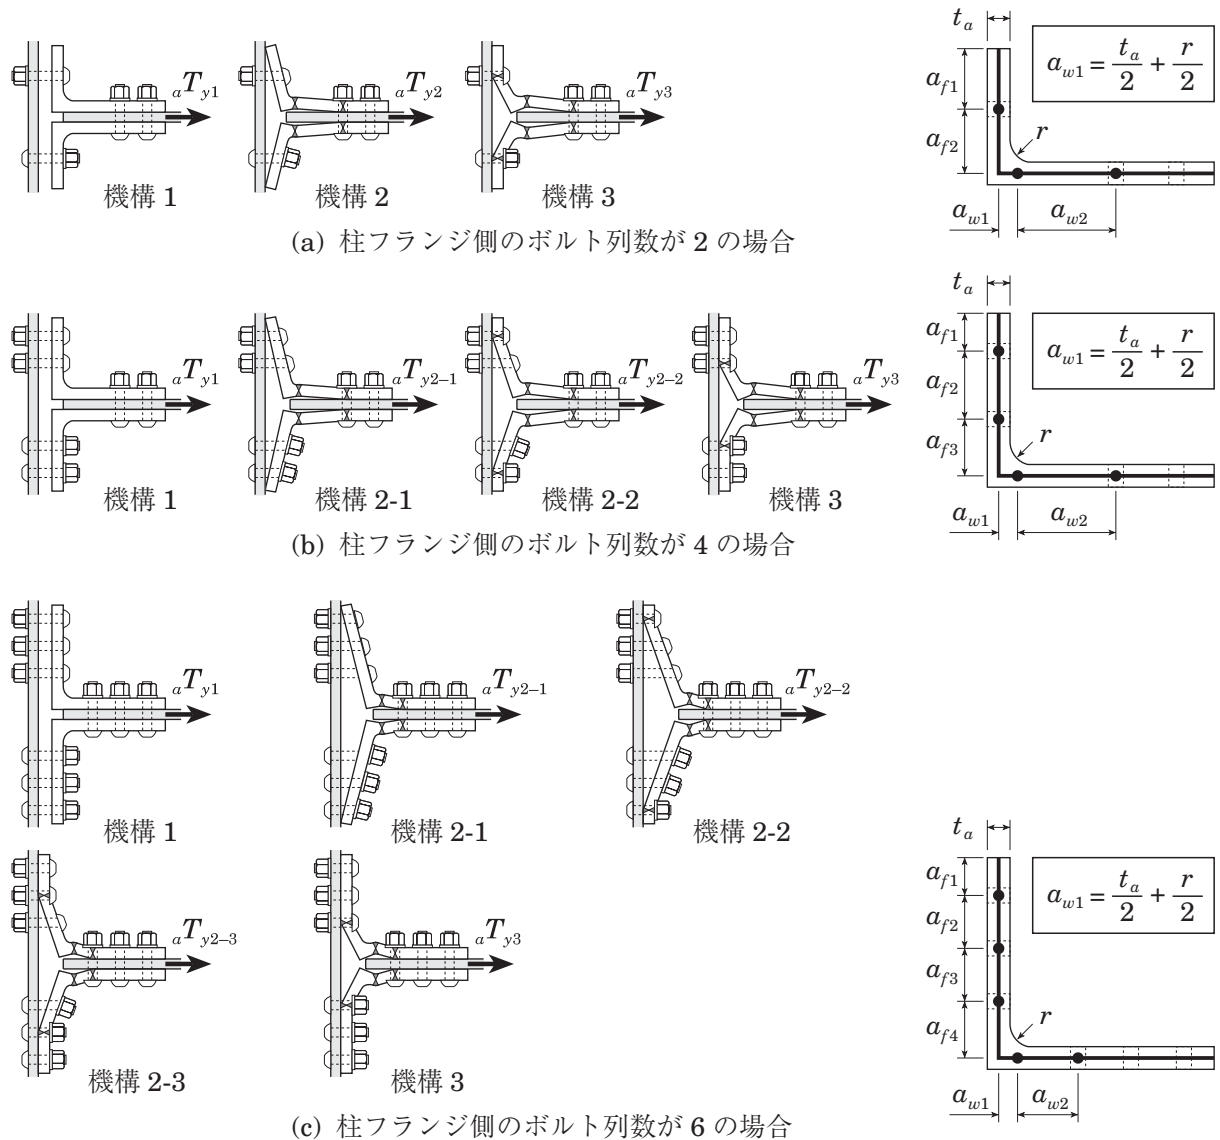 aTy1
aTy2
aTy3
機構 1
機構 2
機構 3
(a) 柱フランジ側のボルト列数が 2 の場合
ta
aw1 = ta/2 + r/2
af1
af2
r
aw1
aw2
aTy1
aTy2−1
aTy2−2
aTy3
機構 1
機構 2-1
機構 2-2
機構 3
(b) 柱フランジ側のボルト列数が 4 の場合
ta
aw1 = ta/2 + r/2
af1
af2
af3
r
aw1
aw2
aTy1
aTy2−1
aTy2−2
機構 1
機構 2-1
機構 2-2
aTy2−3
aTy3
機構 2-3
機構 3
(c) 柱フランジ側のボルト列数が 6 の場合
ta
aw1 = ta/2 + r/2
af1
af2
af3
af4
r
aw1
aw2